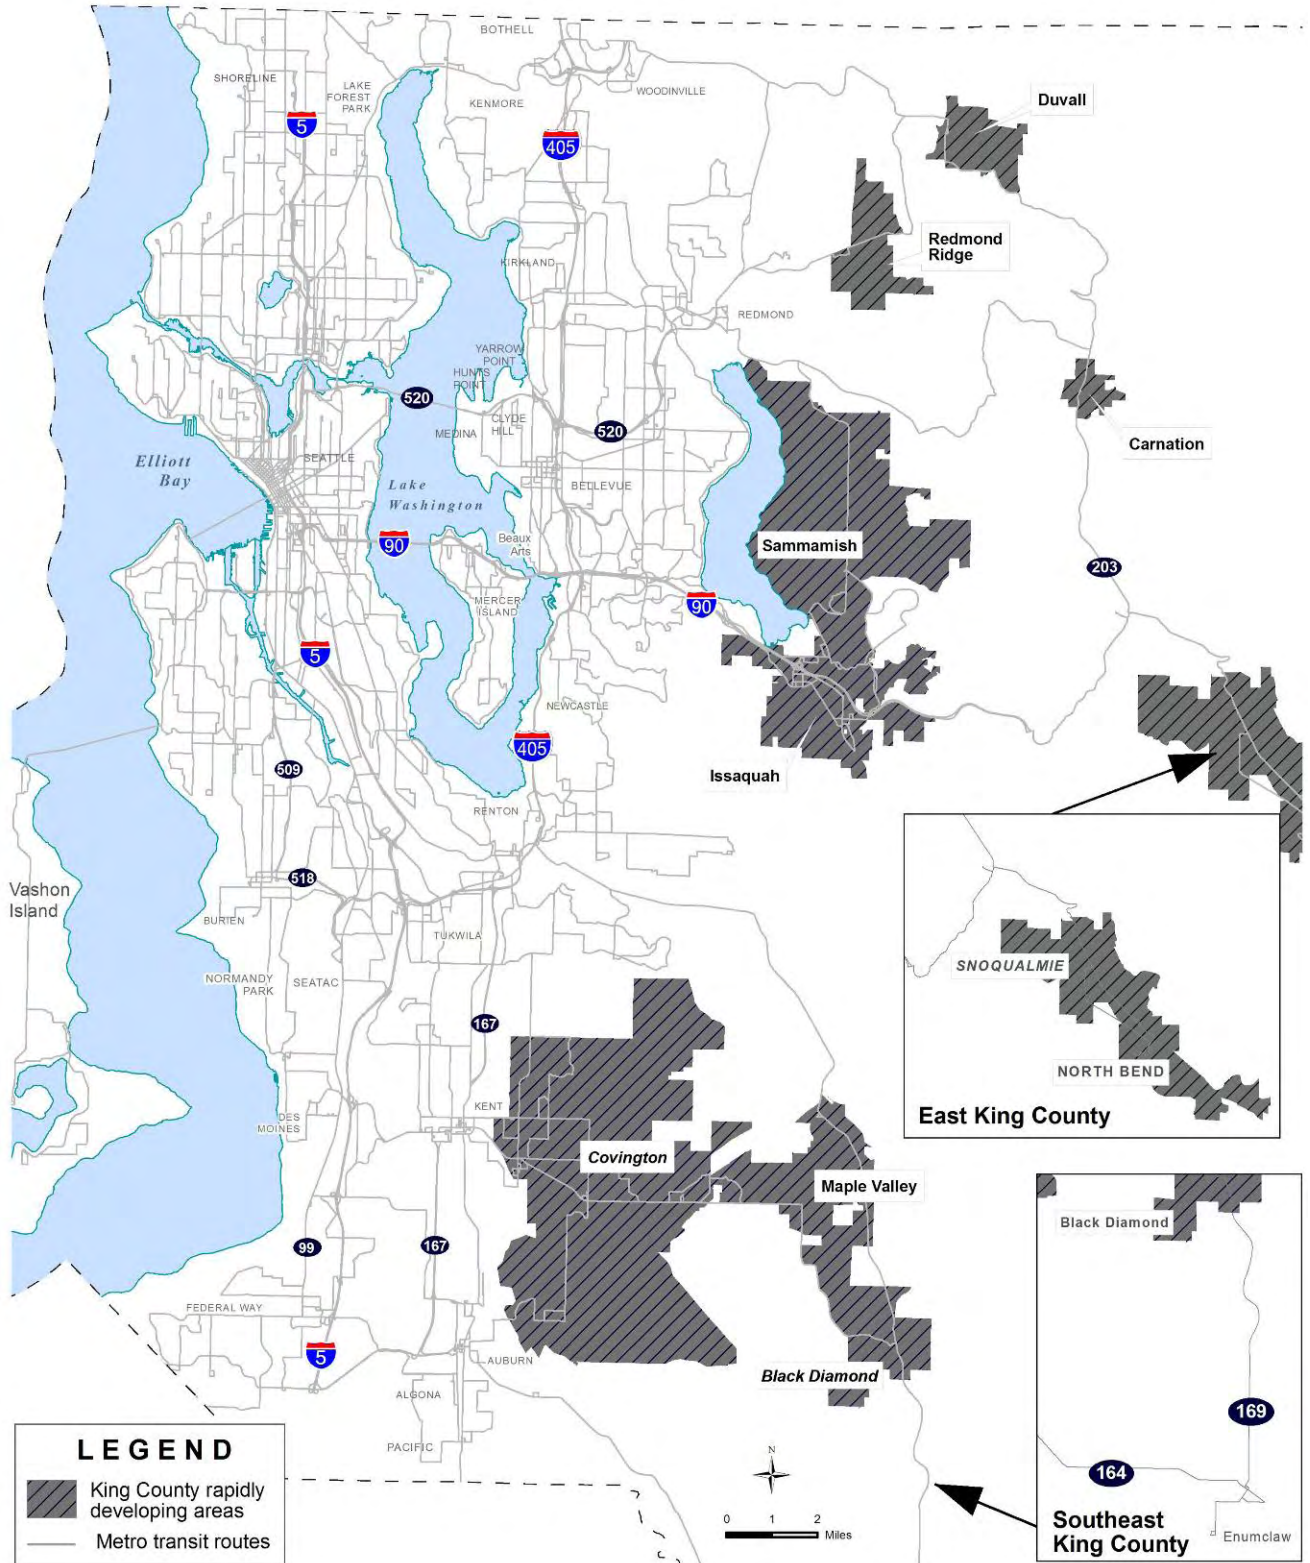 BOTHELL
SHORELINE
LAKE
FOREST
PARK
KENMORE
WOODINVILLE
Duvall
5
405
Redmond
Ridge
KIRKLAND
REDMOND
YARROW
POINT
HUNTS
POINT
520
CLYDE
HILL
MEDINA
520
Carnation
Elliott
Bay
SEATTLE
Lake
Washington
BELLEVUE
90
Beaux
Arts
Sammamish
203
MERCER
ISLAND
90
5
NEWCASTLE
405
509
Issaquah
RENTON
518
Vashon
Island
BURIEN
TUKWILA
NORMANDY
PARK
SEATAC
167
SNOQUALMIE
NORTH BEND
East King County
KENT
DES
MOINES
Covington
Maple Valley
99
167
Black Diamond
FEDERAL WAY
5
AUBURN
Black Diamond
ALGONA
PACIFIC
169
164
Southeast
King County
Enumclaw
N
0 1 2
Miles
LEGEND
King County rapidly
developing areas
Metro transit routes